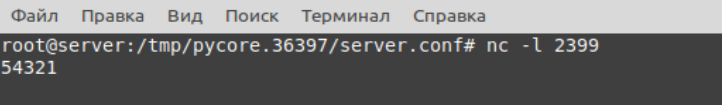 Файл Правка Вид Поиск Терминал Справка
root@server:/tmp/pycore.36397/server.conf# nc -l 2399
54321